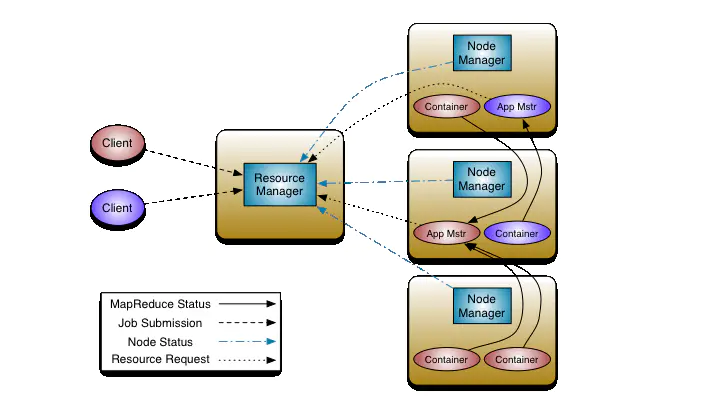 Node
Manager
Container
App Mstr
Client
Resource
Manager
Node
Manager
Client
App Mstr
Container
Node
Manager
MapReduce Status
Job Submission
Node Status
Resource Request
Container
Container